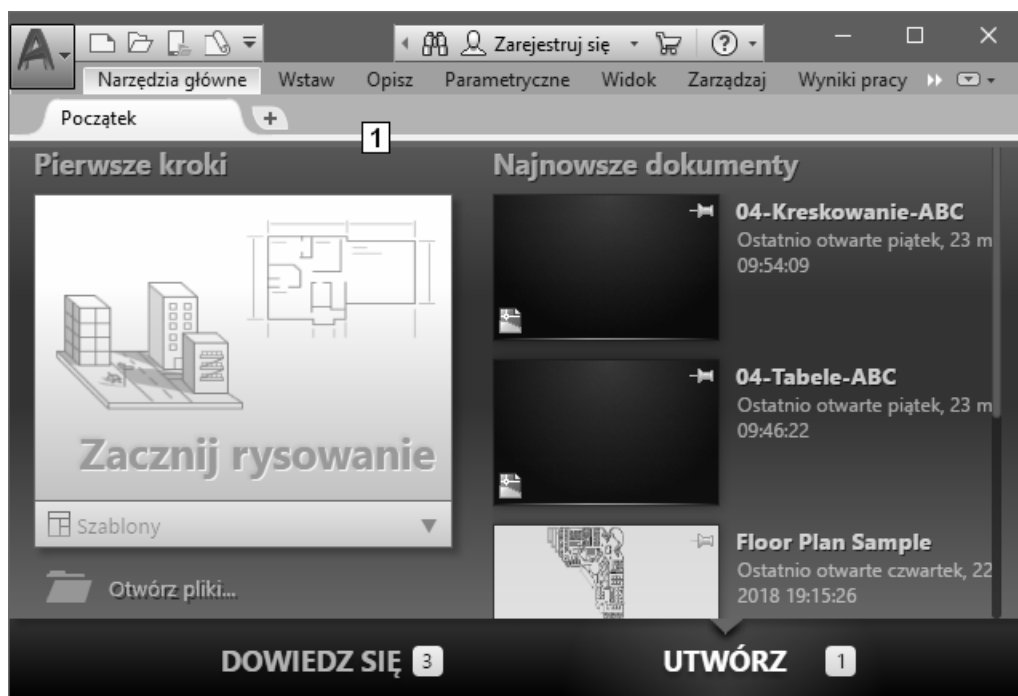 Zarejestruj się
Narzędzia główne Wstaw Opisz Parametryczne Widok Zarządzaj Wyniki pracy
Początek
1
Pierwsze kroki
Zacznij rysowanie
Szablony
Otwórz pliki...
Najnowsze dokumenty
04-Kreskowanie-ABC
Ostatnio otwarte piątek, 23 m
09:54:09
04-Tabele-ABC
Ostatnio otwarte piątek, 23 m
09:46:22
Floor Plan Sample
Ostatnio otwarte czwartek, 22
2018 19:15:26
DOWIEDZ SIĘ 3
UTWÓRZ 1